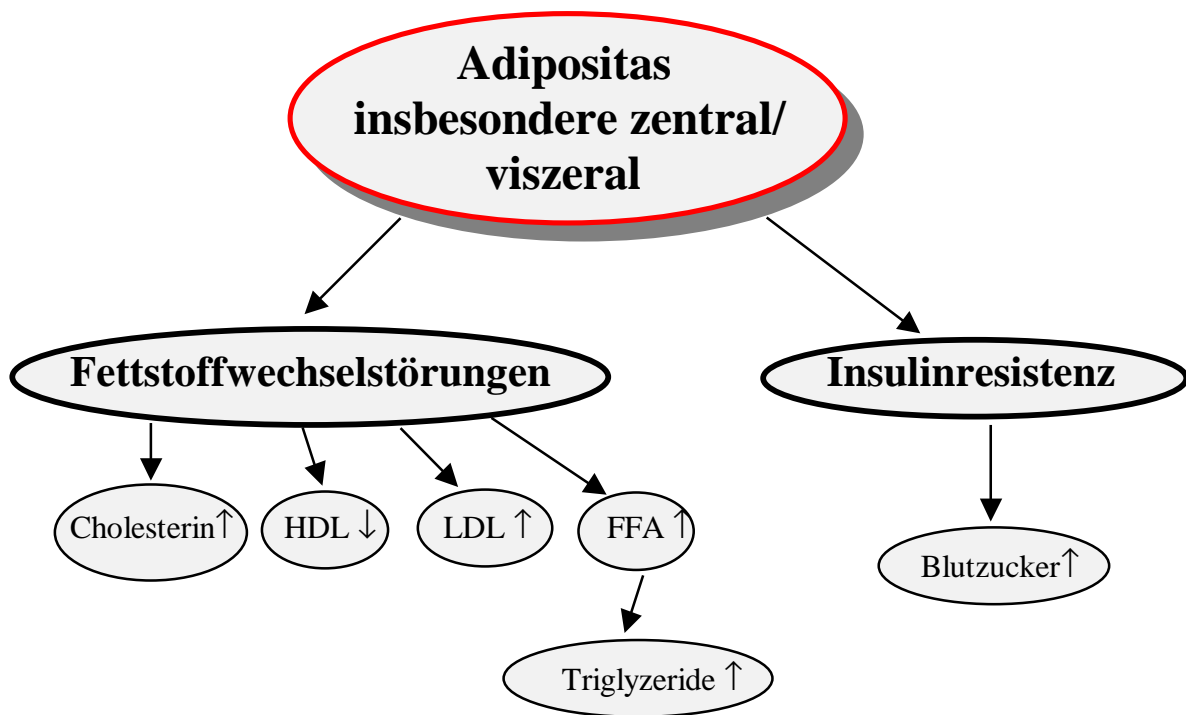 Adipositas
insbesondere zentral/
viszeral
Fettstoffwechselstörungen
Insulinresistenz
Cholesterin↑
HDL ↓
LDL ↑
FFA ↑
Blutzucker↑
Triglyzeride ↑